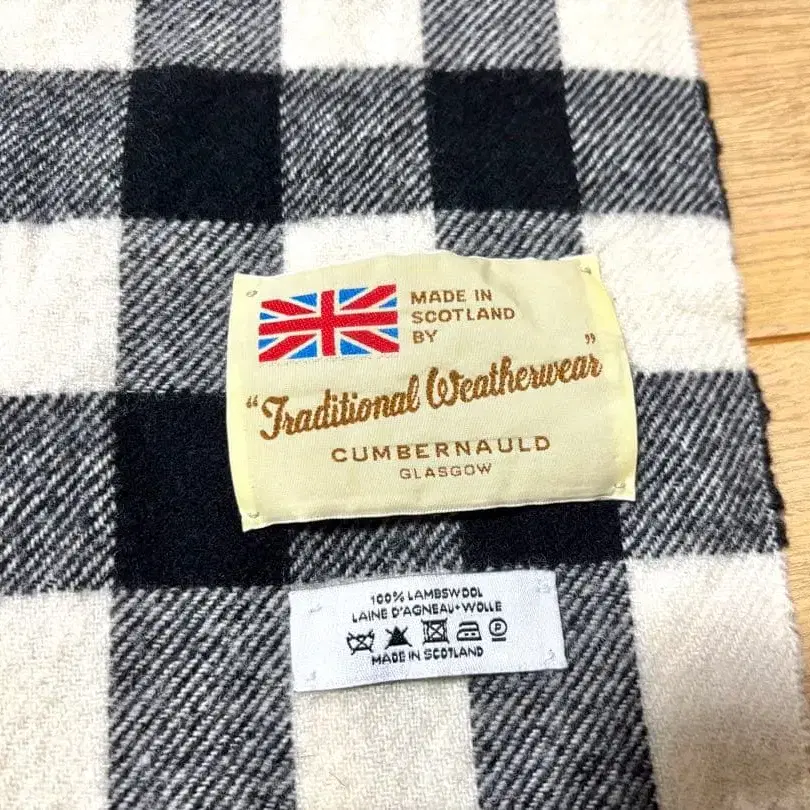 MADE IN
SCOTLAND
BY
“Traditional Weatherwear”
CUMBERNAULD
GLASGOW
100% LAMBSWOOL
LAINE D'AGNEAU•WOLLE
P
MADE IN SCOTLAND